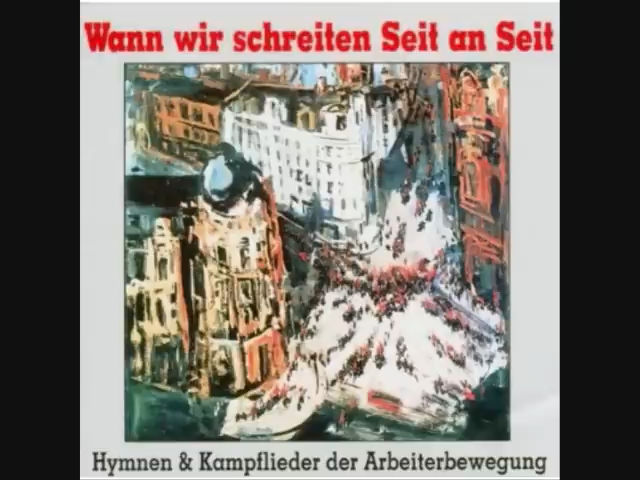 Wann wir schreiten Seit an Seit
Hymnen & Kampflieder der Arbeiterbewegung